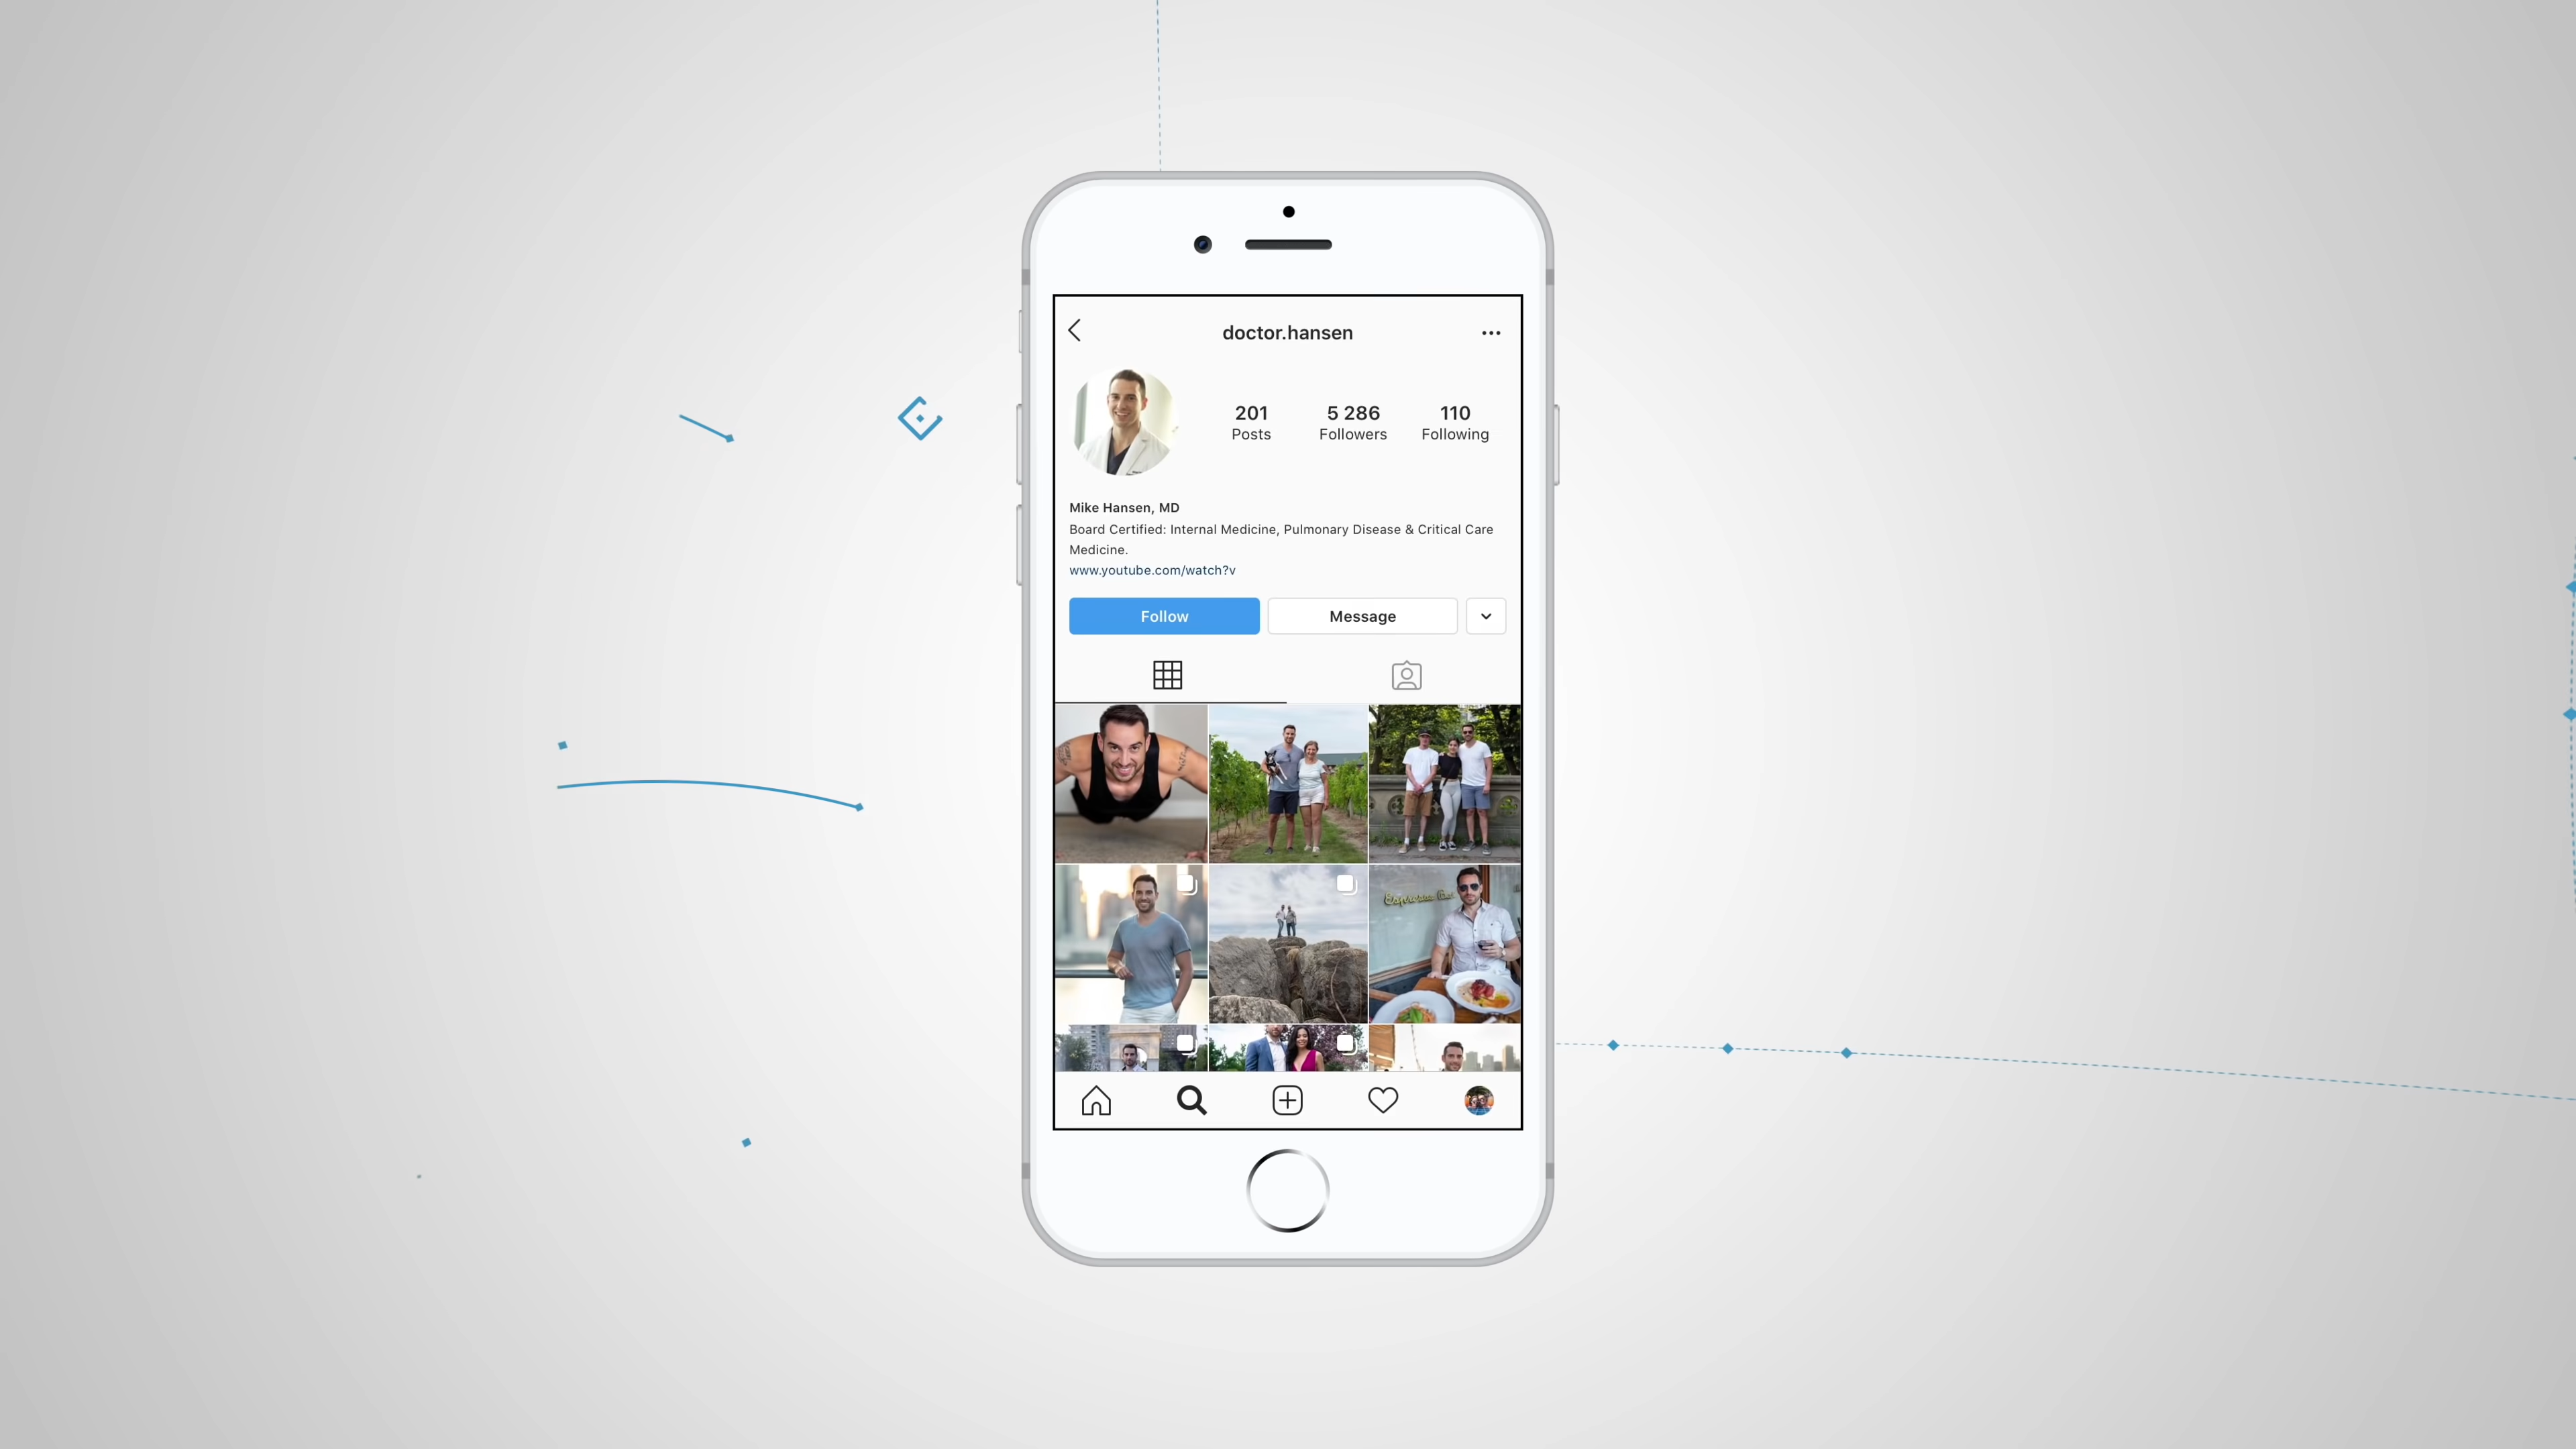 doctor.hansen
201
Posts
5 286
Followers
110
Following
Mike Hansen, MD
Board Certified: Internal Medicine, Pulmonary Disease & Critical Care
Medicine.
www.youtube.com/watch?v
Follow
Message